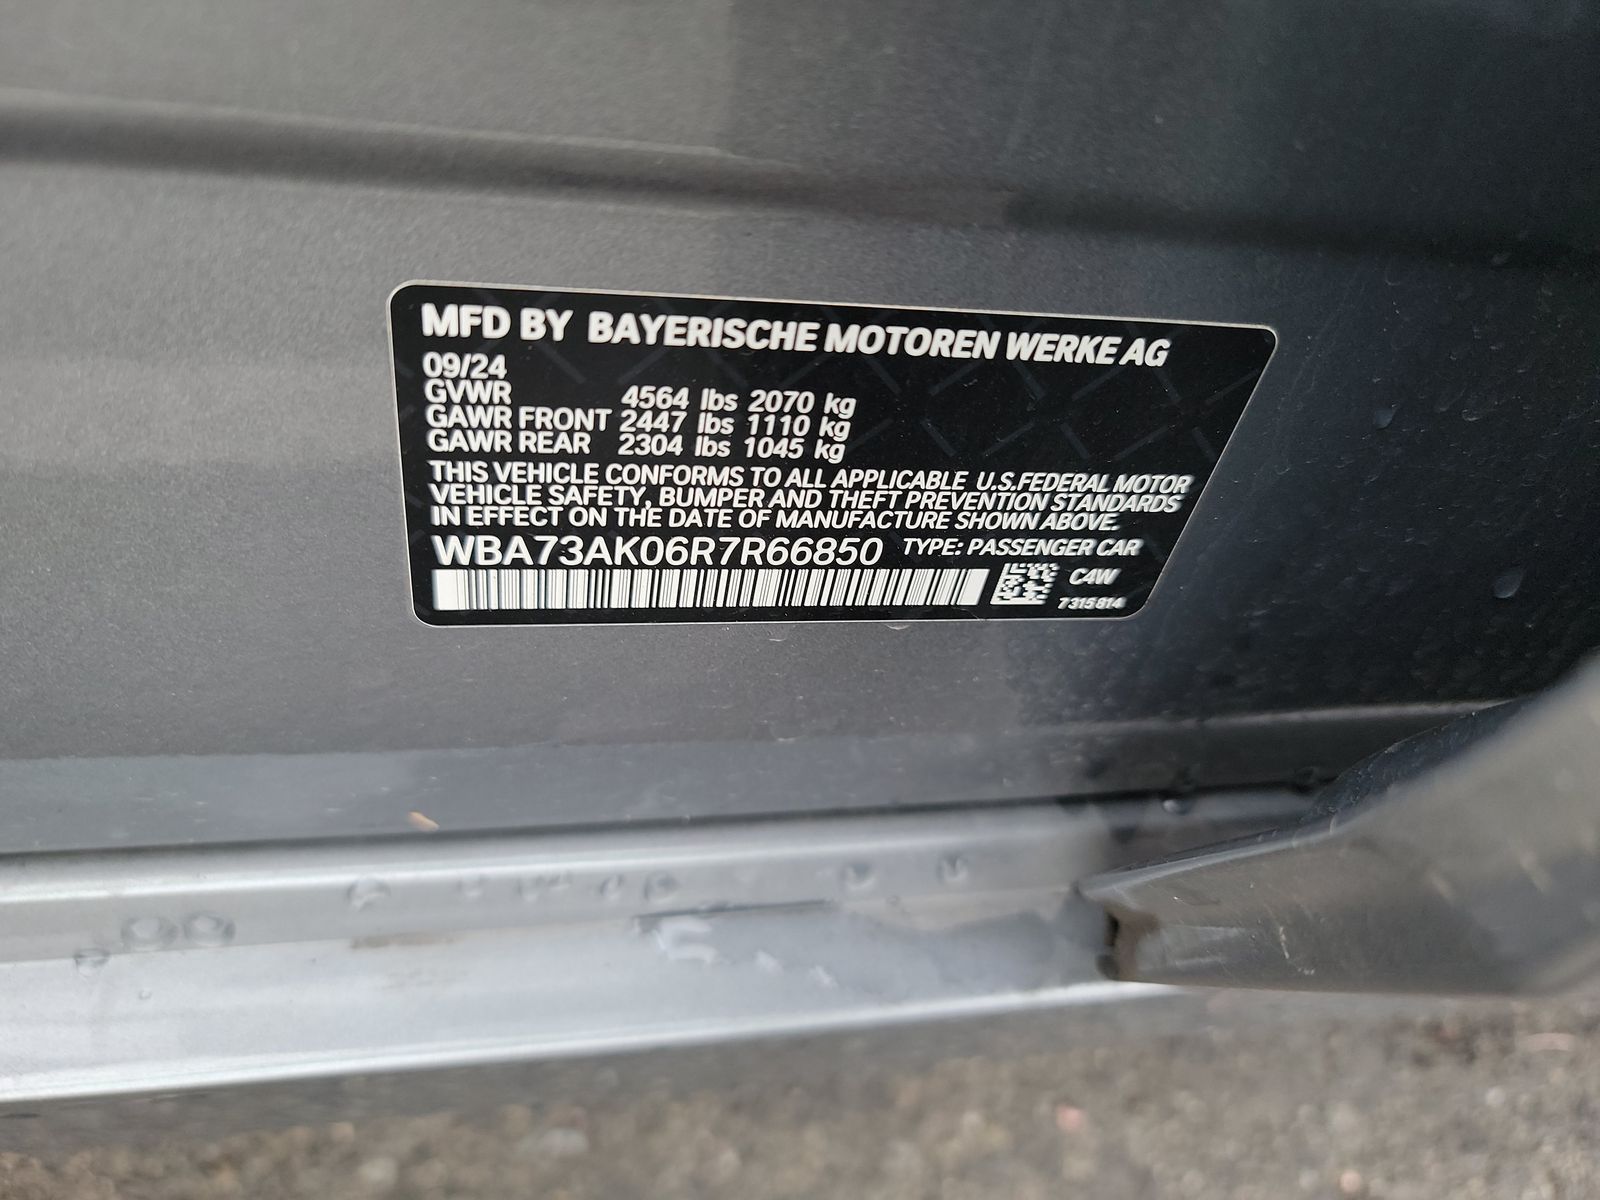 MFD BY BAYERISCHE MOTOREN WERKE AG
09/24
GVWR 4564 lbs 2070 kg
GAWR FRONT 2447 lbs 1110 kg
GAWR REAR 2304 lbs 1045 kg
THIS VEHICLE CONFORMS TO ALL APPLICABLE U.S.FEDERAL MOTOR
VEHICLE SAFETY, BUMPER AND THEFT PREVENTION STANDARDS
IN EFFECT ON THE DATE OF MANUFACTURE SHOWN ABOVE.
WBA73AK06R7R66850 TYPE: PASSENGER CAR
C4W
7315814